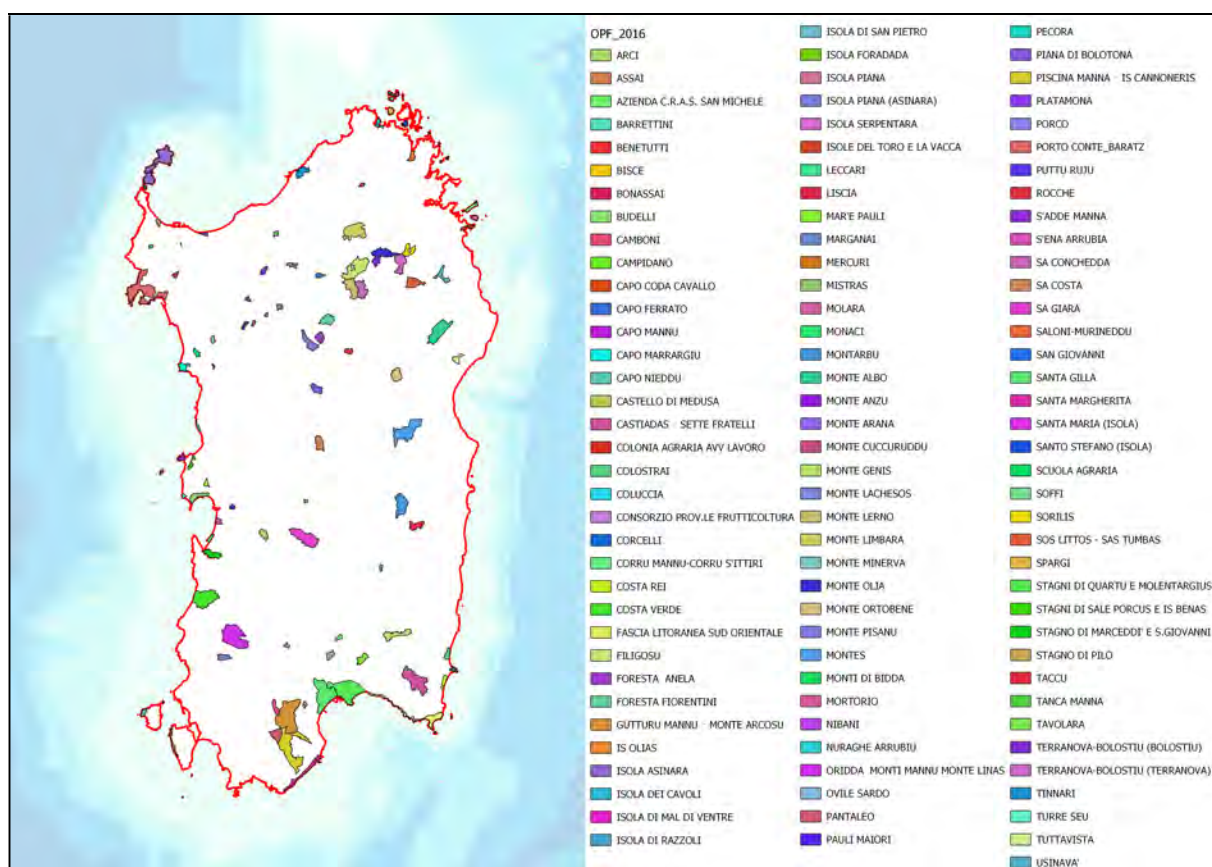 OPF_2016
ARCI
ASSAI
AZIENDA C.R.A.S. SAN MICHELE
BARRETTINI
BENETUTTI
BISCE
BONASSAI
BUDELLI
CAMBONI
CAMPIDANO
CAPO CODA CAVALLO
CAPO FERRATO
CAPO MANNU
CAPO MARRARGIU
CAPO NIEDDU
CASTELLO DI MEDUSA
CASTIADAS - SETTE FRATELLI
COLONIA AGRARIA AVV LAVORO
COLOSTRAI
COLUCCIA
CONSORZIO PROV.LE FRUTTICOLTURA
CORCELLI
CORRU MANNU-CORRU S'ITTIRI
COSTA REI
COSTA VERDE
FASCIA LITORANEA SUD ORIENTALE
FILIGOSU
FORESTA ANELA
FORESTA FIORENTINI
GUTTURU MANNU - MONTE ARCOSU
IS OLIAS
ISOLA ASINARA
ISOLA DEI CAVOLI
ISOLA DI MAL DI VENTRE
ISOLA DI RAZZOLI
ISOLA DI SAN PIETRO
ISOLA FORADADA
ISOLA PIANA
ISOLA PIANA (ASINARA)
ISOLA SERPENTARA
ISOLE DEL TORO E LA VACCA
LECCARI
LISCIA
MAR'E PAULI
MARGANAI
MERCURI
MISTRAS
MOLARA
MONACI
MONTARBU
MONTE ALBO
MONTE ANZU
MONTE ARANA
MONTE CUCCURUDDU
MONTE GENIS
MONTE LACHESOS
MONTE LERNO
MONTE LIMBARA
MONTE MINERVA
MONTE OLIA
MONTE ORTOBENE
MONTE PISANU
MONTES
MONTI DI BIDDA
MORTORIO
NIBANI
NURAGHE ARRUBIU
ORIDDA MONTI MANNU MONTE LINAS
OVILE SARDO
PANTALEO
PAULI MAIORI
PECORA
PIANA DI BOLOTONA
PISCINA MANNA - IS CANNONERIS
PLATAMONA
PORCO
PORTO CONTE_BARATZ
PUTTU RUJU
ROCCHE
S'ADDE MANNA
S'ENA ARRUBIA
SA CONCHEDDA
SA COSTA
SA GIARA
SALONI-MURINEDDU
SAN GIOVANNI
SANTA GILLA
SANTA MARGHERITA
SANTA MARIA (ISOLA)
SANTO STEFANO (ISOLA)
SCUOLA AGRARIA
SOFFI
SORILIS
SOS LITTOS - SAS TUMBAS
SPARGI
STAGNI DI QUARTU E MOLENTARGIUS
STAGNI DI SALE PORCUS E IS BENAS
STAGNO DI MARCEDDI' E S.GIOVANNI
STAGNO DI PILO
TACCU
TANCA MANNA
TAVOLARA
TERRANOVA-BOLOSTIU (BOLOSTIU)
TERRANOVA-BOLOSTIU (TERRANOVA)
TINNARI
TURRE SEU
TUTTAVISTA
USINAVA'